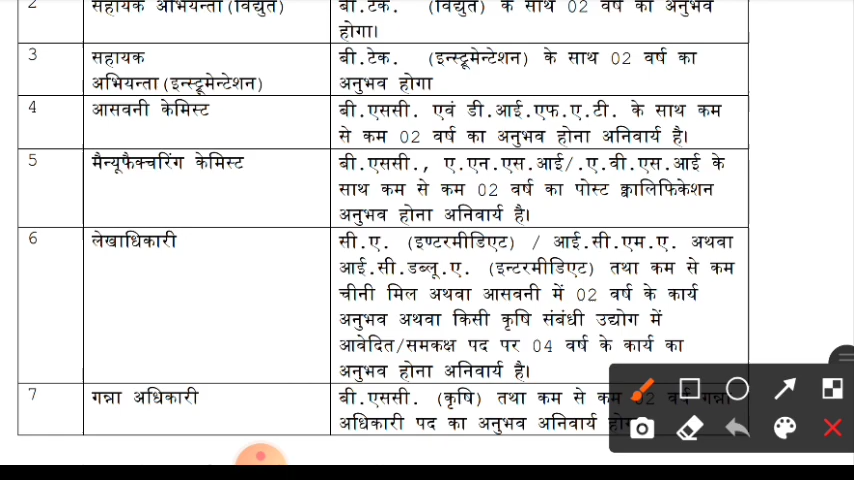 2 सहायक अभियन्ता(विद्युत) बी.टेक. (विद्युत) के साथ 02 वर्ष का अनुभव
होगा।
3 सहायक बी.टेक. (इन्स्ट्रूमेन्टेशन) के साथ 02 वर्ष का
अभियन्ता(इन्स्ट्रूमेन्टेशन) अनुभव होगा
4 आसवनी केमिस्ट बी.एससी. एवं डी.आई.एफ.ए.टी. के साथ कम
से कम 02 वर्ष का अनुभव होना अनिवार्य है।
5 मैन्यूफैक्चरिंग केमिस्ट बी.एससी., ए.एन.एस.आई/.ए.वी.एस.आई के
साथ कम से कम 02 वर्ष का पोस्ट क्वालिफिकेशन
अनुभव होना अनिवार्य है।
6 लेखाधिकारी सी.ए. (इण्टरमीडिएट) / आई.सी.एम.ए. अथवा
आई.सी.डब्लू.ए. (इन्टरमीडिएट) तथा कम से कम
चीनी मिल अथवा आसवनी में 02 वर्ष के कार्य
अनुभव अथवा किसी कृषि संबंधी उद्योग में
आवेदित/समकक्ष पद पर 04 वर्ष के कार्य का
अनुभव होना अनिवार्य है।
7 गन्ना अधिकारी बी.एससी. (कृषि) तथा कम से कम 02 वर्ष गन्ना
अधिकारी पद का अनुभव अनिवार्य